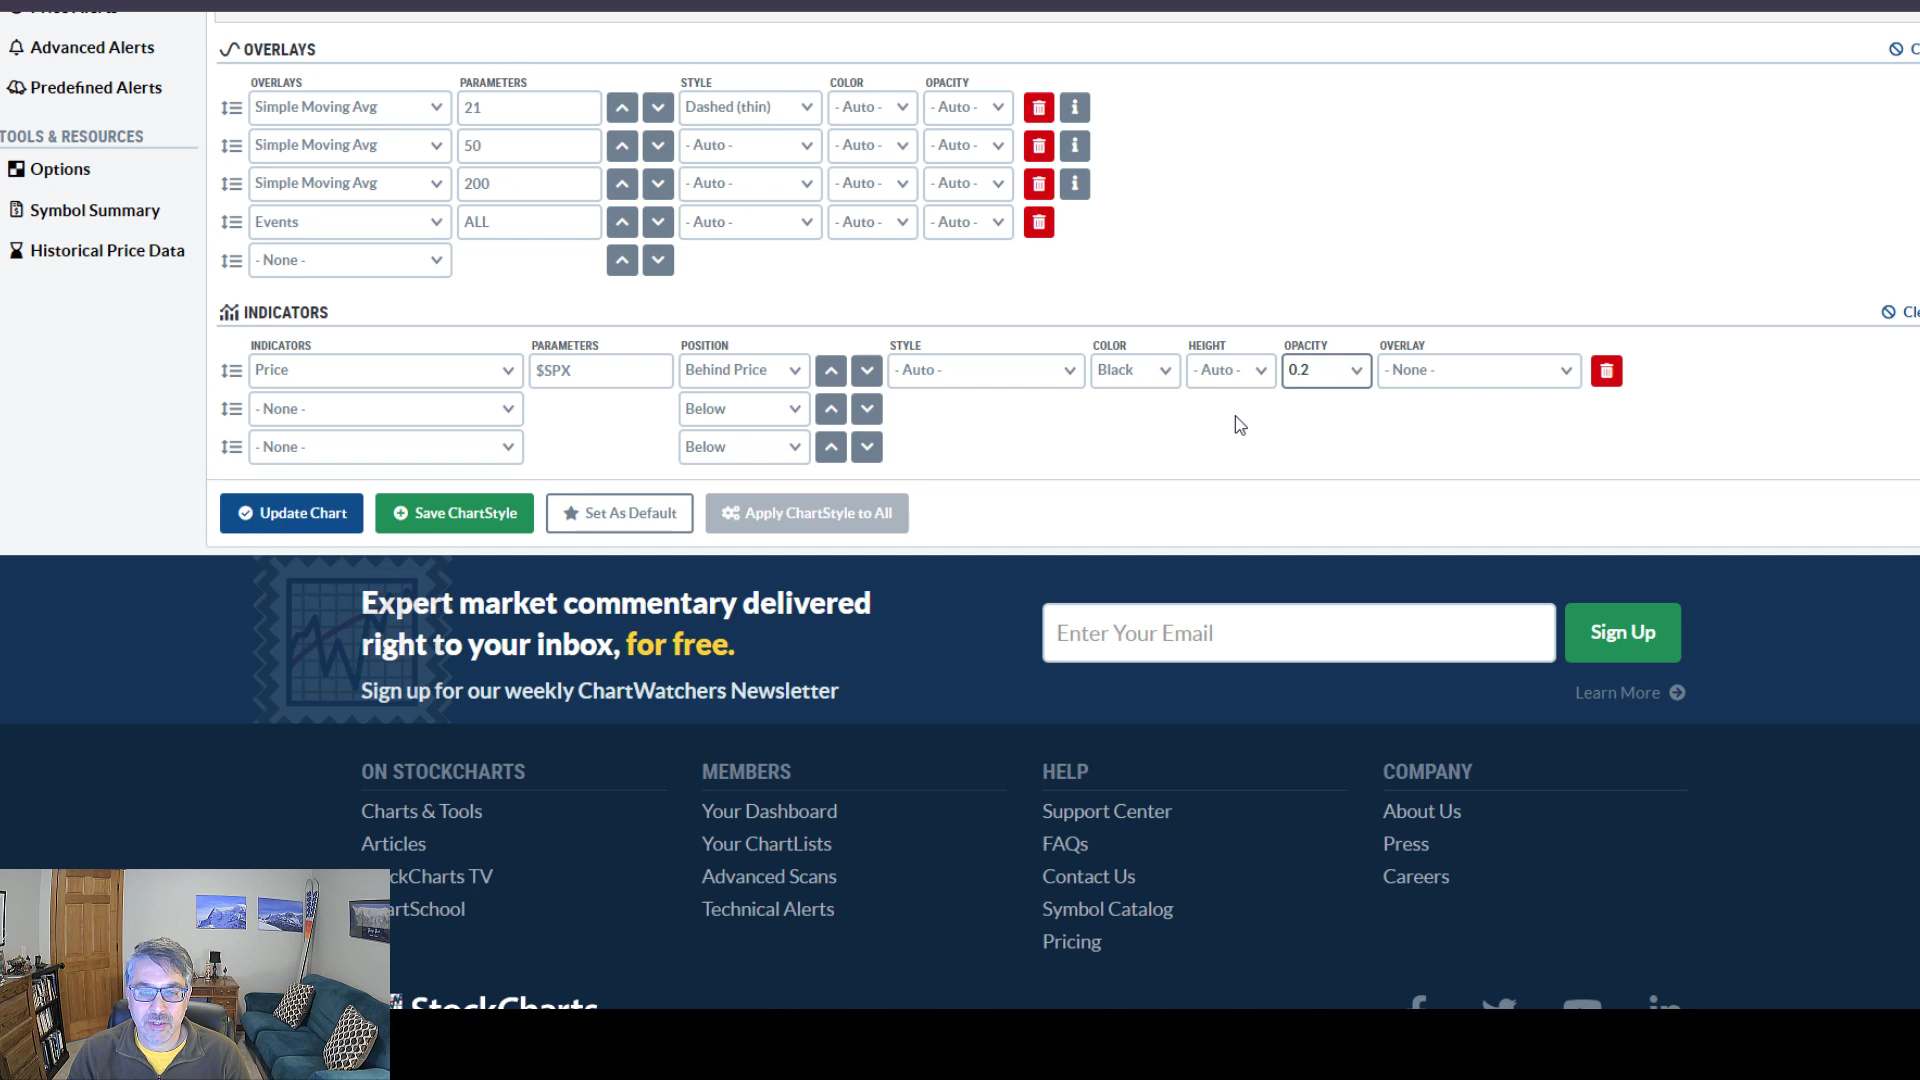 Advanced Alerts
Predefined Alerts
TOOLS & RESOURCES
Options
Symbol Summary
Historical Price Data
OVERLAYS
OVERLAYS PARAMETERS STYLE COLOR OPACITY
Simple Moving Avg 21 Dashed (thin) - Auto - - Auto -
Simple Moving Avg 50 - Auto - - Auto - - Auto -
Simple Moving Avg 200 - Auto - - Auto - - Auto -
Events ALL - Auto - - Auto - - Auto -
- None -
INDICATORS
INDICATORS PARAMETERS POSITION STYLE COLOR HEIGHT OPACITY OVERLAY
Price $SPX Behind Price - Auto - Black - Auto - 0.2 - None -
- None - Below
- None - Below
Update Chart Save ChartStyle Set As Default Apply ChartStyle to All
Expert market commentary delivered
right to your inbox, for free.
Sign up for our weekly ChartWatchers Newsletter
Enter Your Email Sign Up
Learn More
ON STOCKCHARTS
Charts & Tools
Articles
ckCharts TV
artSchool
MEMBERS
Your Dashboard
Your ChartLists
Advanced Scans
Technical Alerts
HELP
Support Center
FAQs
Contact Us
Symbol Catalog
Pricing
COMPANY
About Us
Press
Careers
StockCharts